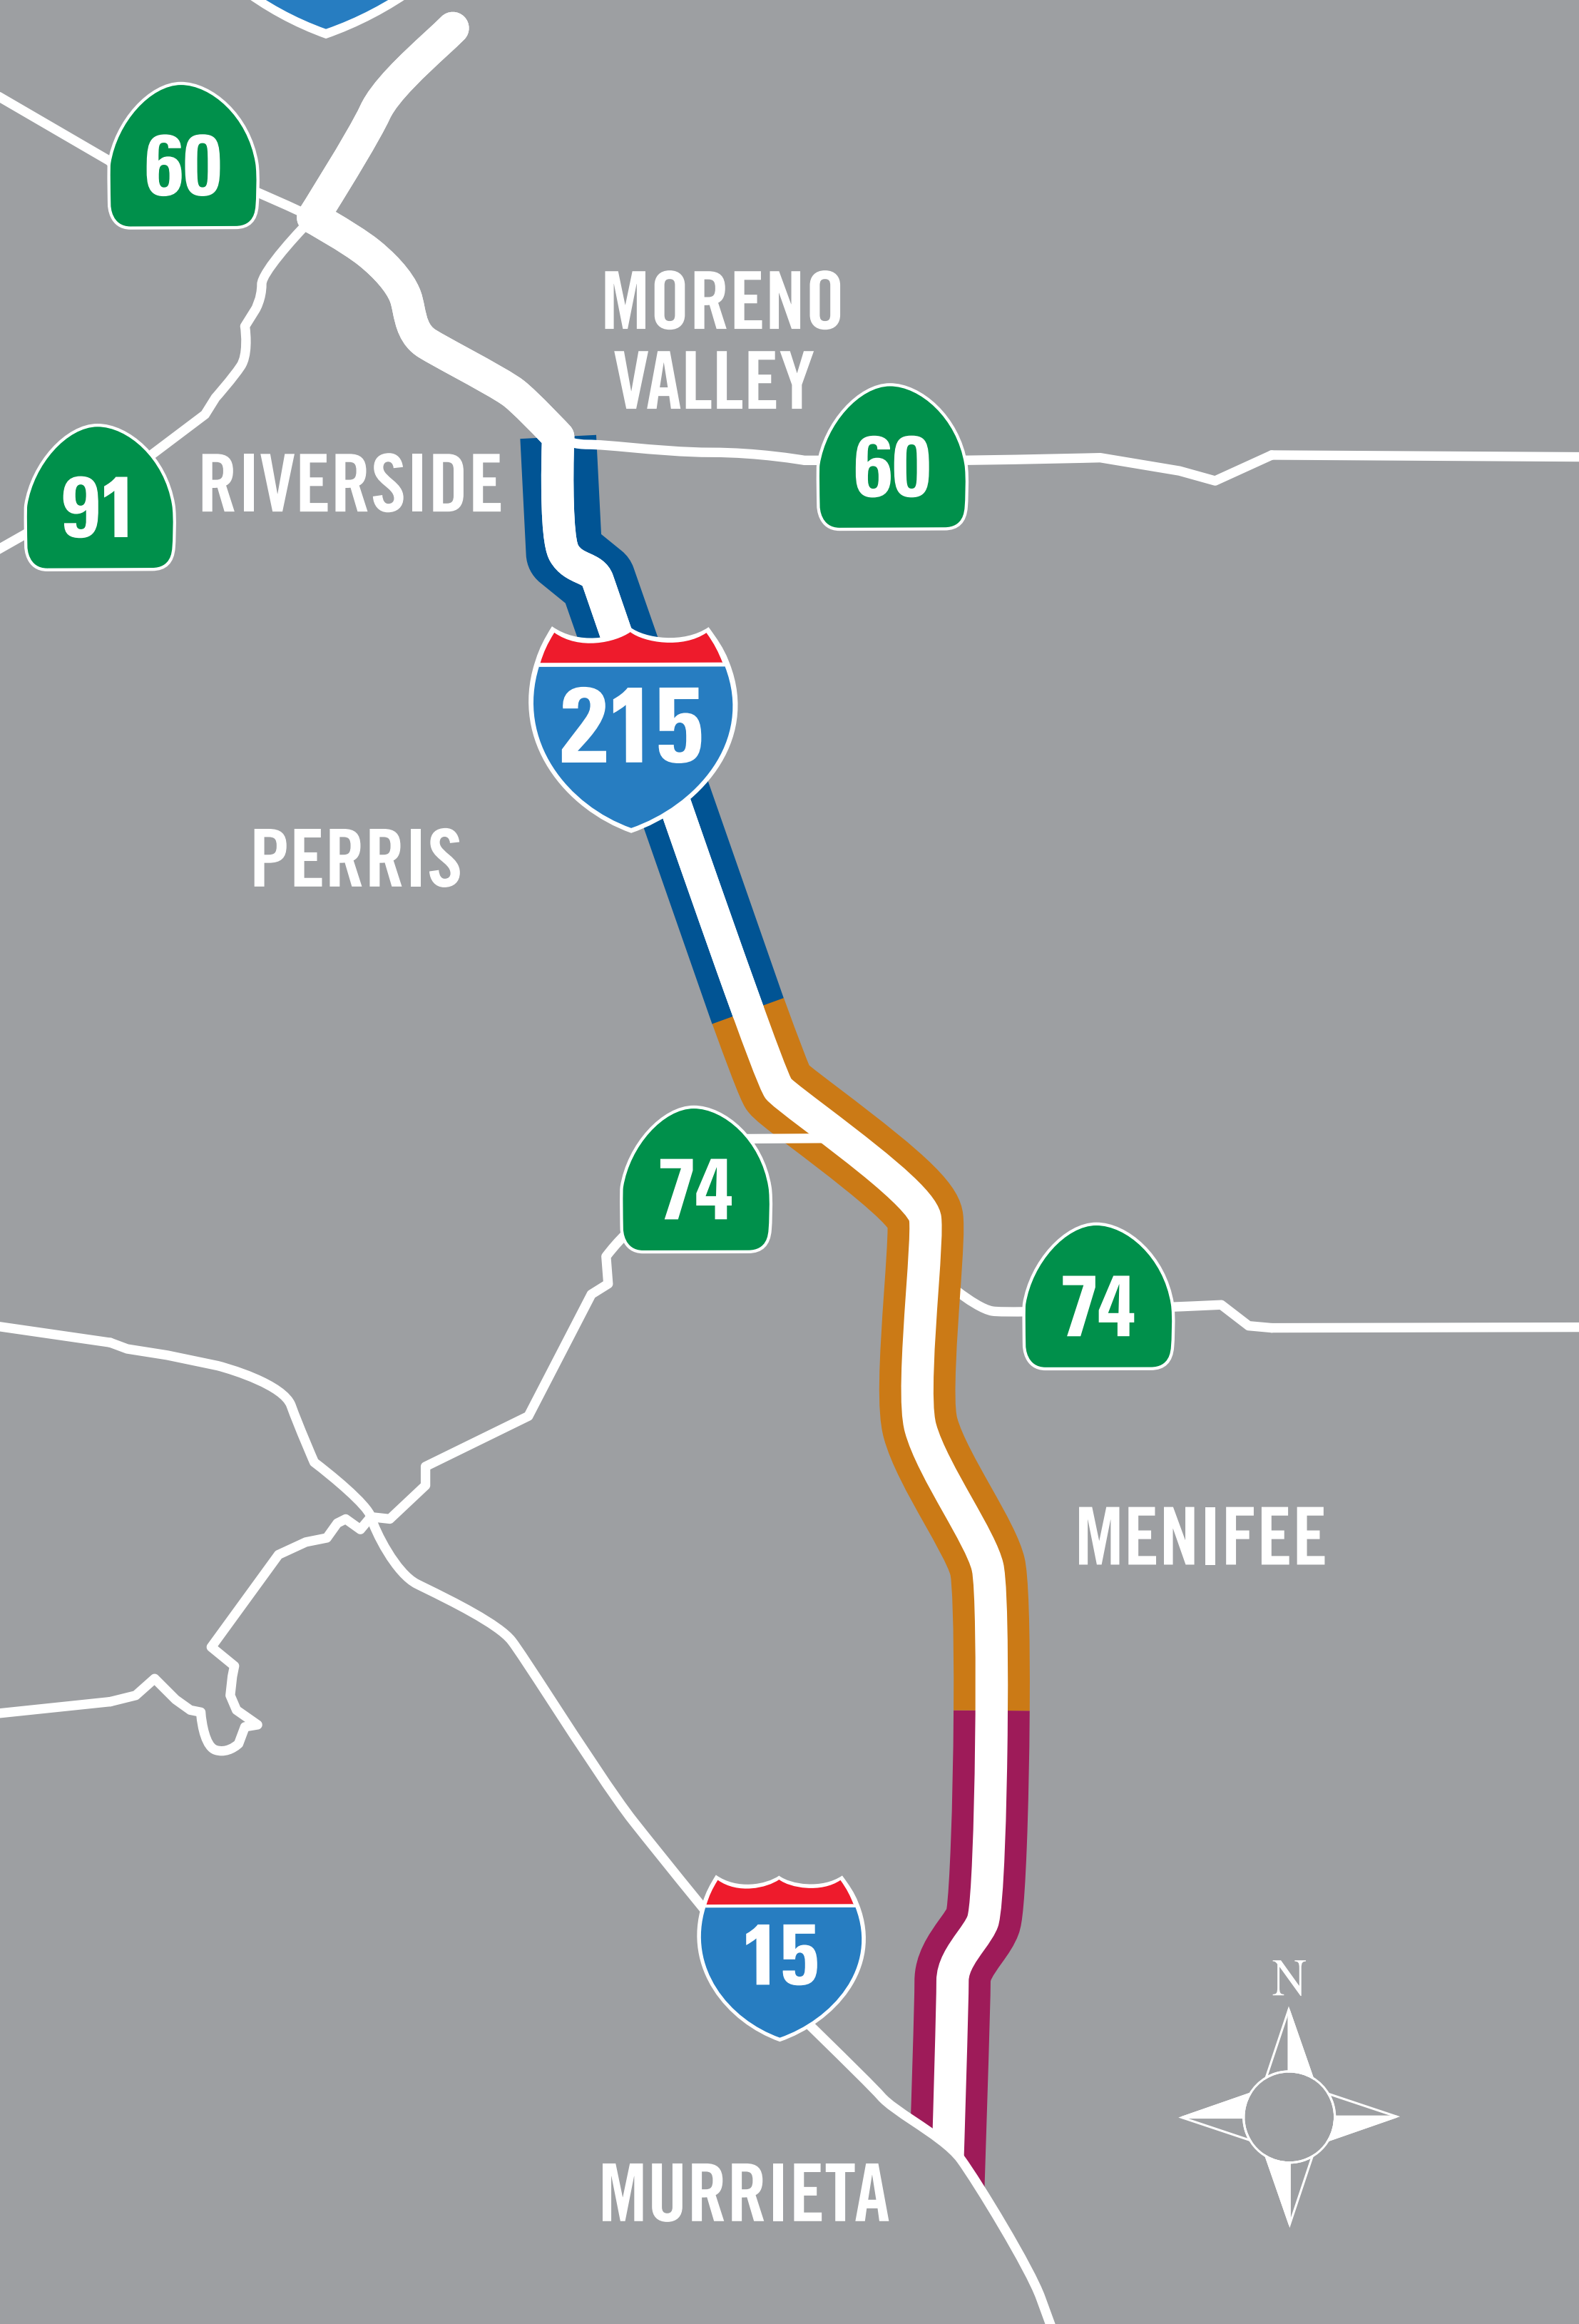 60
MORENO
VALLEY
60
RIVERSIDE
91
215
PERRIS
74
74
MENIFEE
15
N
MURRIETA